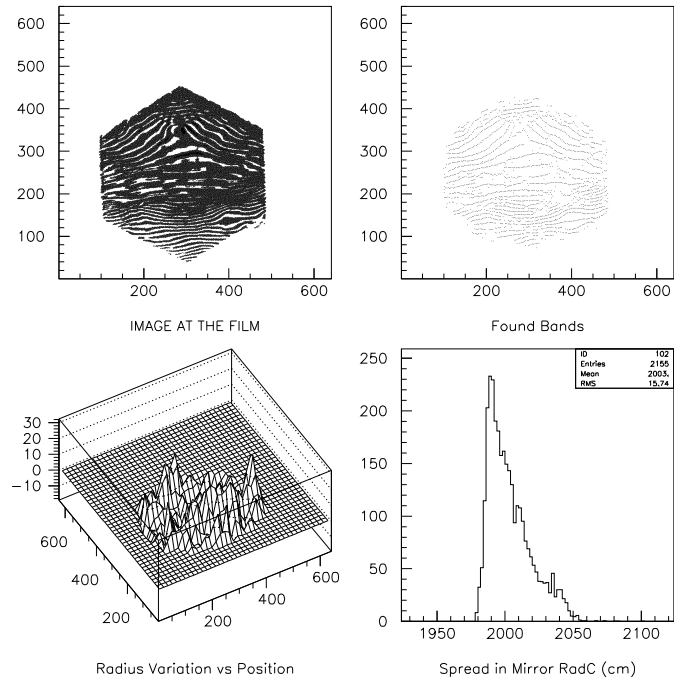 600
500
400
300
200
100
200 400 600
IMAGE AT THE FILM
600
500
400
300
200
100
200 400 600
Found Bands
30
20
10
0
−10
600
400
200
200
400
600
Radius Variation vs Position
ID 102
Entries 2155
Mean 2003.
RMS 15.74
250
200
150
100
50
0
1950 2000 2050 2100
Spread in Mirror RadC (cm)